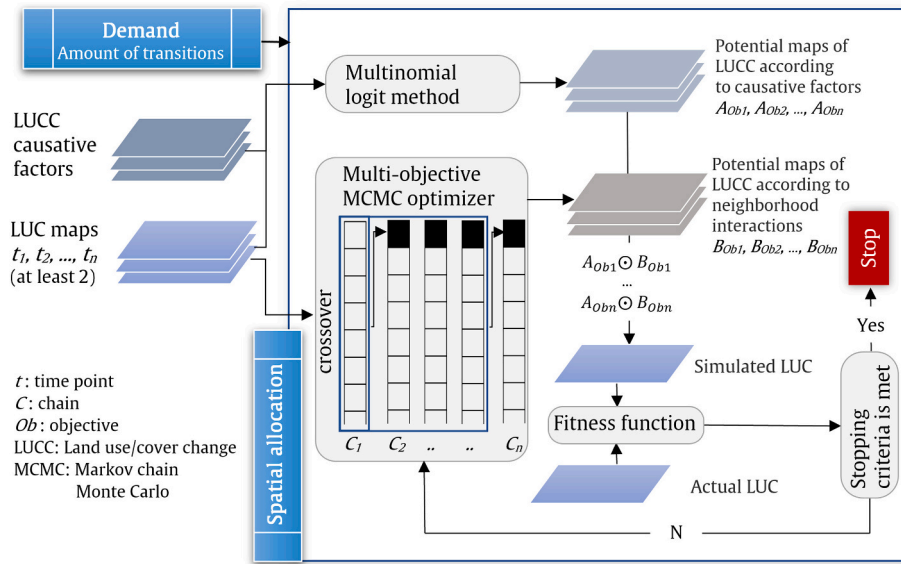 Demand
Amount of transitions
LUCC
causative
factors
LUC maps
t1, t2, ..., tn
(at least 2)
t : time point
C : chain
Ob : objective
LUCC: Land use/cover change
MCMC: Markov chain
Monte Carlo
Spatial allocation
Multinomial
logit method
Potential maps of
LUCC according
to causative factors
AOb1, AOb2, ..., AObn
Multi-objective
MCMC optimizer
crossover
C1 C2 .. .. Cn
Potential maps of
LUCC according to
neighborhood
interactions
BOb1, BOb2, ..., BObn
AOb1 ⊙ BOb1
...
AObn ⊙ BObn
Simulated LUC
Fitness function
Actual LUC
Stopping
criteria is met
Yes
Stop
N